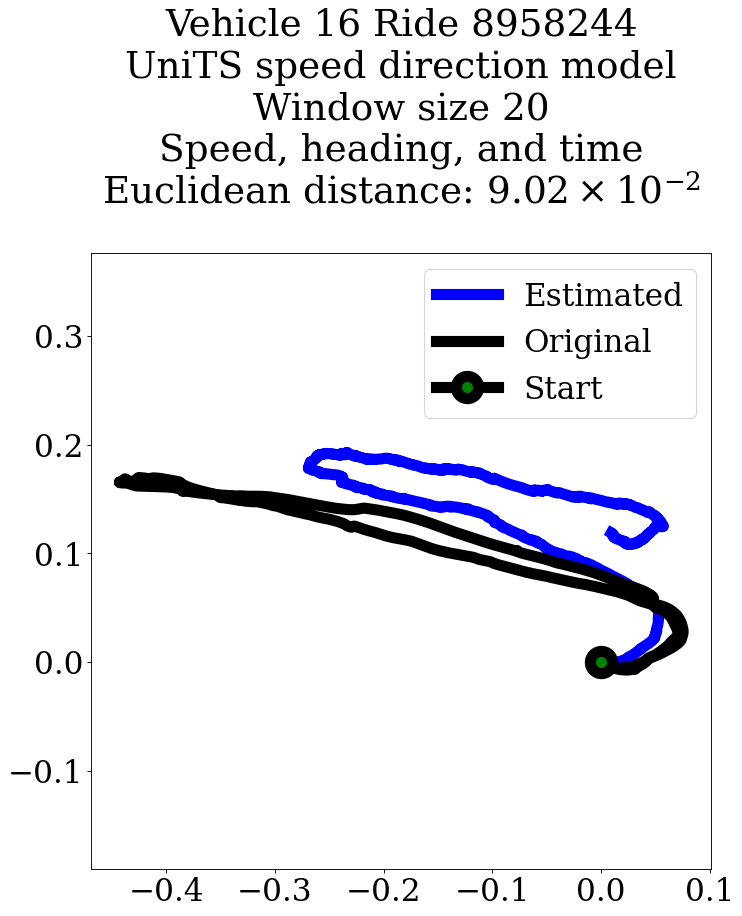 Vehicle 16 Ride 8958244
UniTS speed direction model
Window size 20
Speed, heading, and time
Euclidean distance: 9.02 × 10⁻²
Estimated
Original
Start
0.3
0.2
0.1
0.0
−0.1
−0.4
−0.3
−0.2
−0.1
0.0
0.1